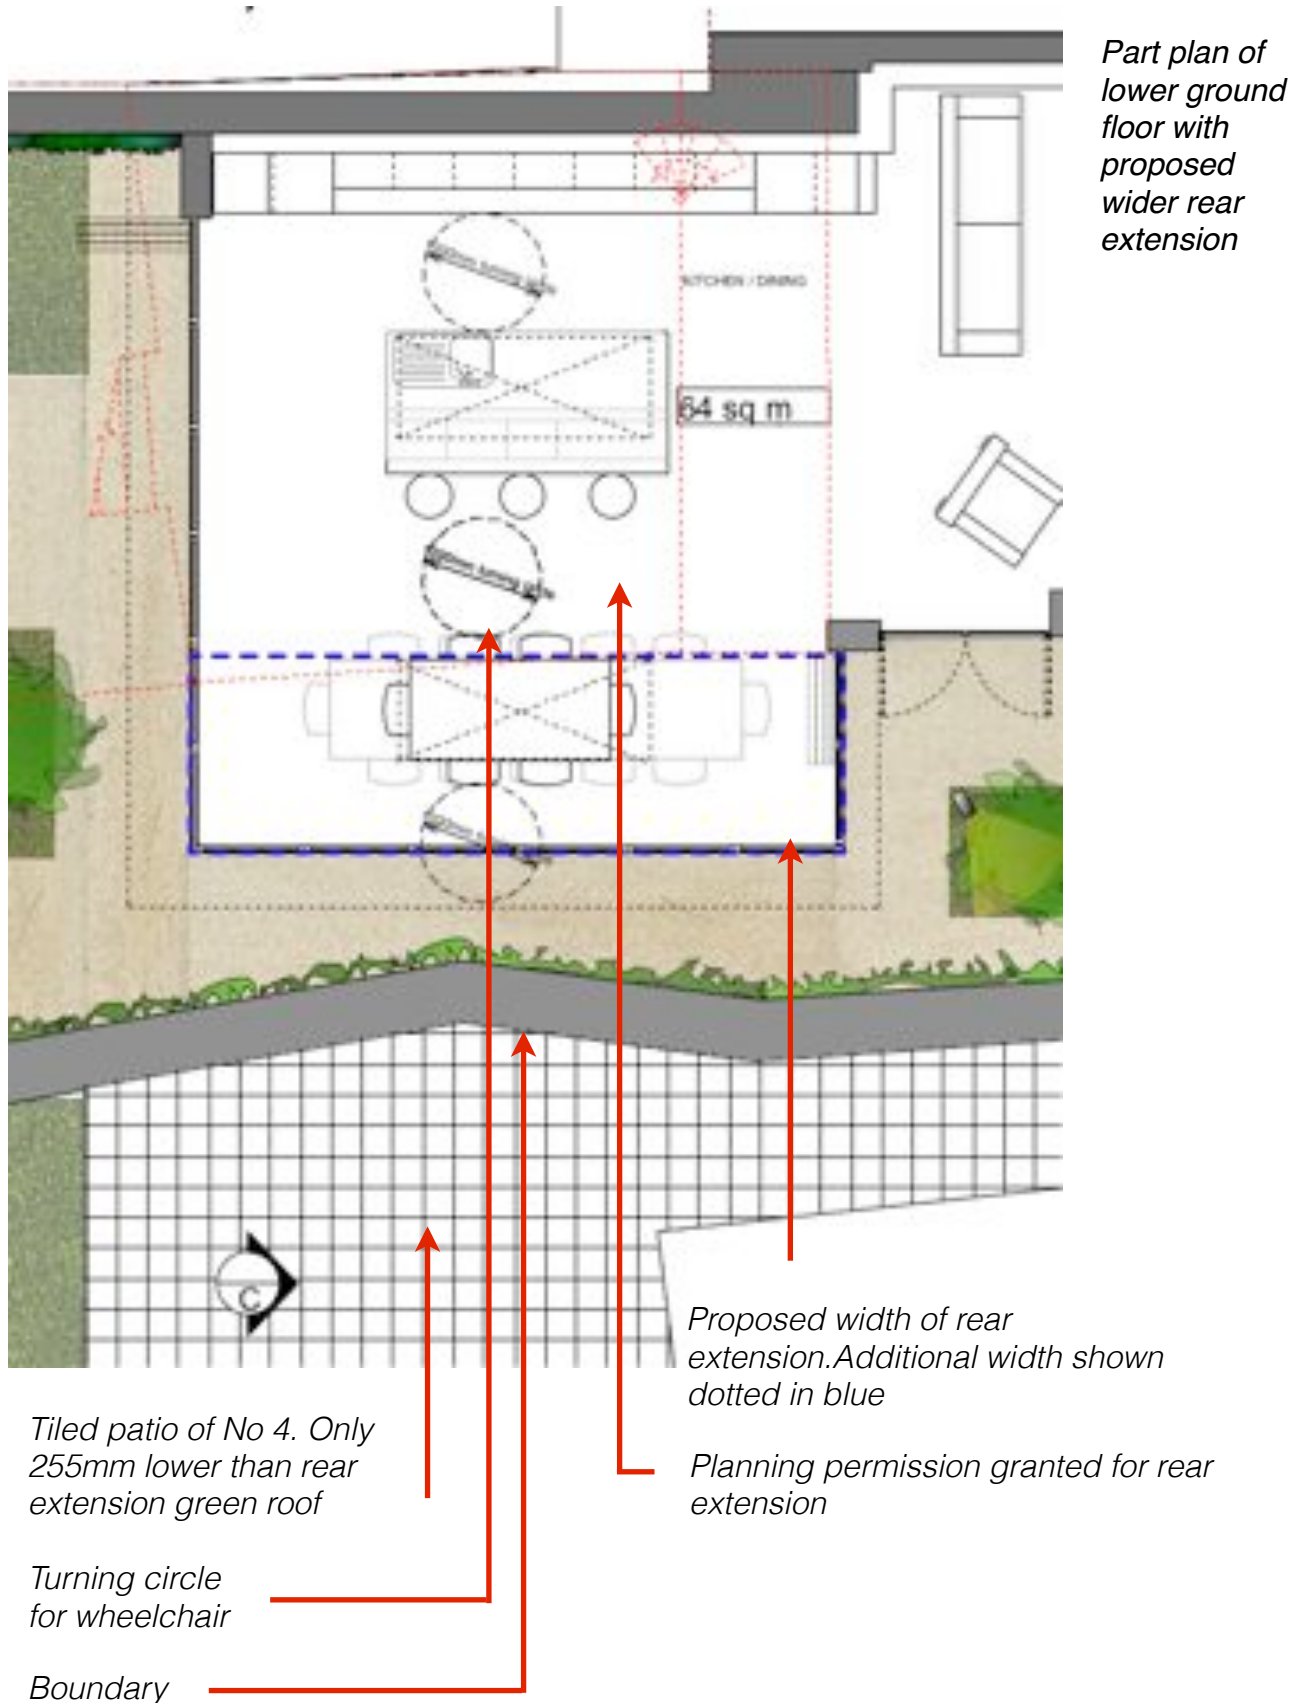 Part plan of
lower ground
floor with
proposed
wider rear
extension
KITCHEN / DINING
64 sq m
C
Proposed width of rear
extension.Additional width shown
dotted in blue
Tiled patio of No 4. Only
255mm lower than rear
extension green roof
Planning permission granted for rear
extension
Turning circle
for wheelchair
Boundary